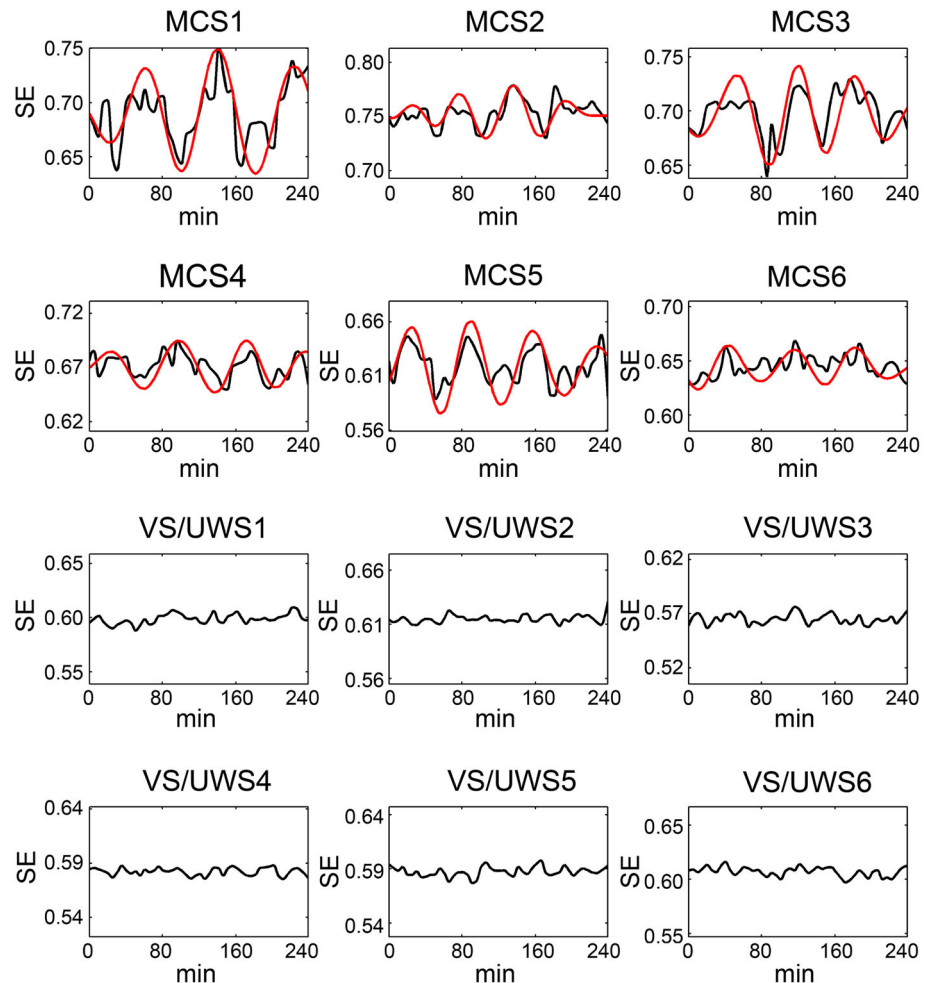 MCS1 MCS2 MCS3
0.75 0.80 0.75
SE 0.70 0.75 SE 0.70
0.65 0.70 0.65
0 80 160 240 0 80 160 240 0 80 160 240
min min min
MCS4 MCS5 MCS6
0.72 0.66 0.70
SE 0.67 SE 0.61 SE 0.65
0.62 0.56 0.60
0 80 160 240 0 80 160 240 0 80 160 240
min min min
VS/UWS1 VS/UWS2 VS/UWS3
0.65 0.66 0.62
SE 0.60 SE 0.61 SE 0.57
0.55 0.56 0.52
0 80 160 240 0 80 160 240 0 80 160 240
min min min
VS/UWS4 VS/UWS5 VS/UWS6
0.64 0.64 0.65
SE 0.59 SE 0.59 SE 0.60
0.54 0.54 0.55
0 80 160 240 0 80 160 240 0 80 160 240
min min min